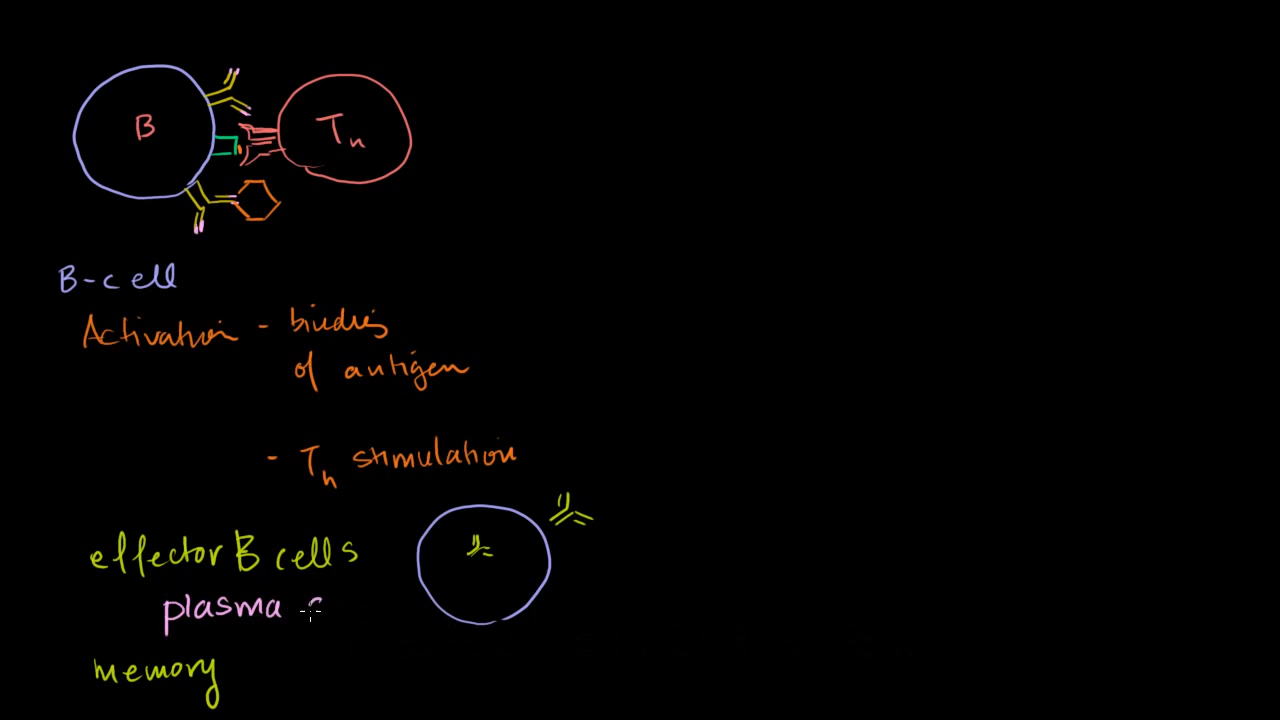 B Th
B-cell
Activation - binding
of antigen
- Th stimulation
effector B cells
plasma c
memory